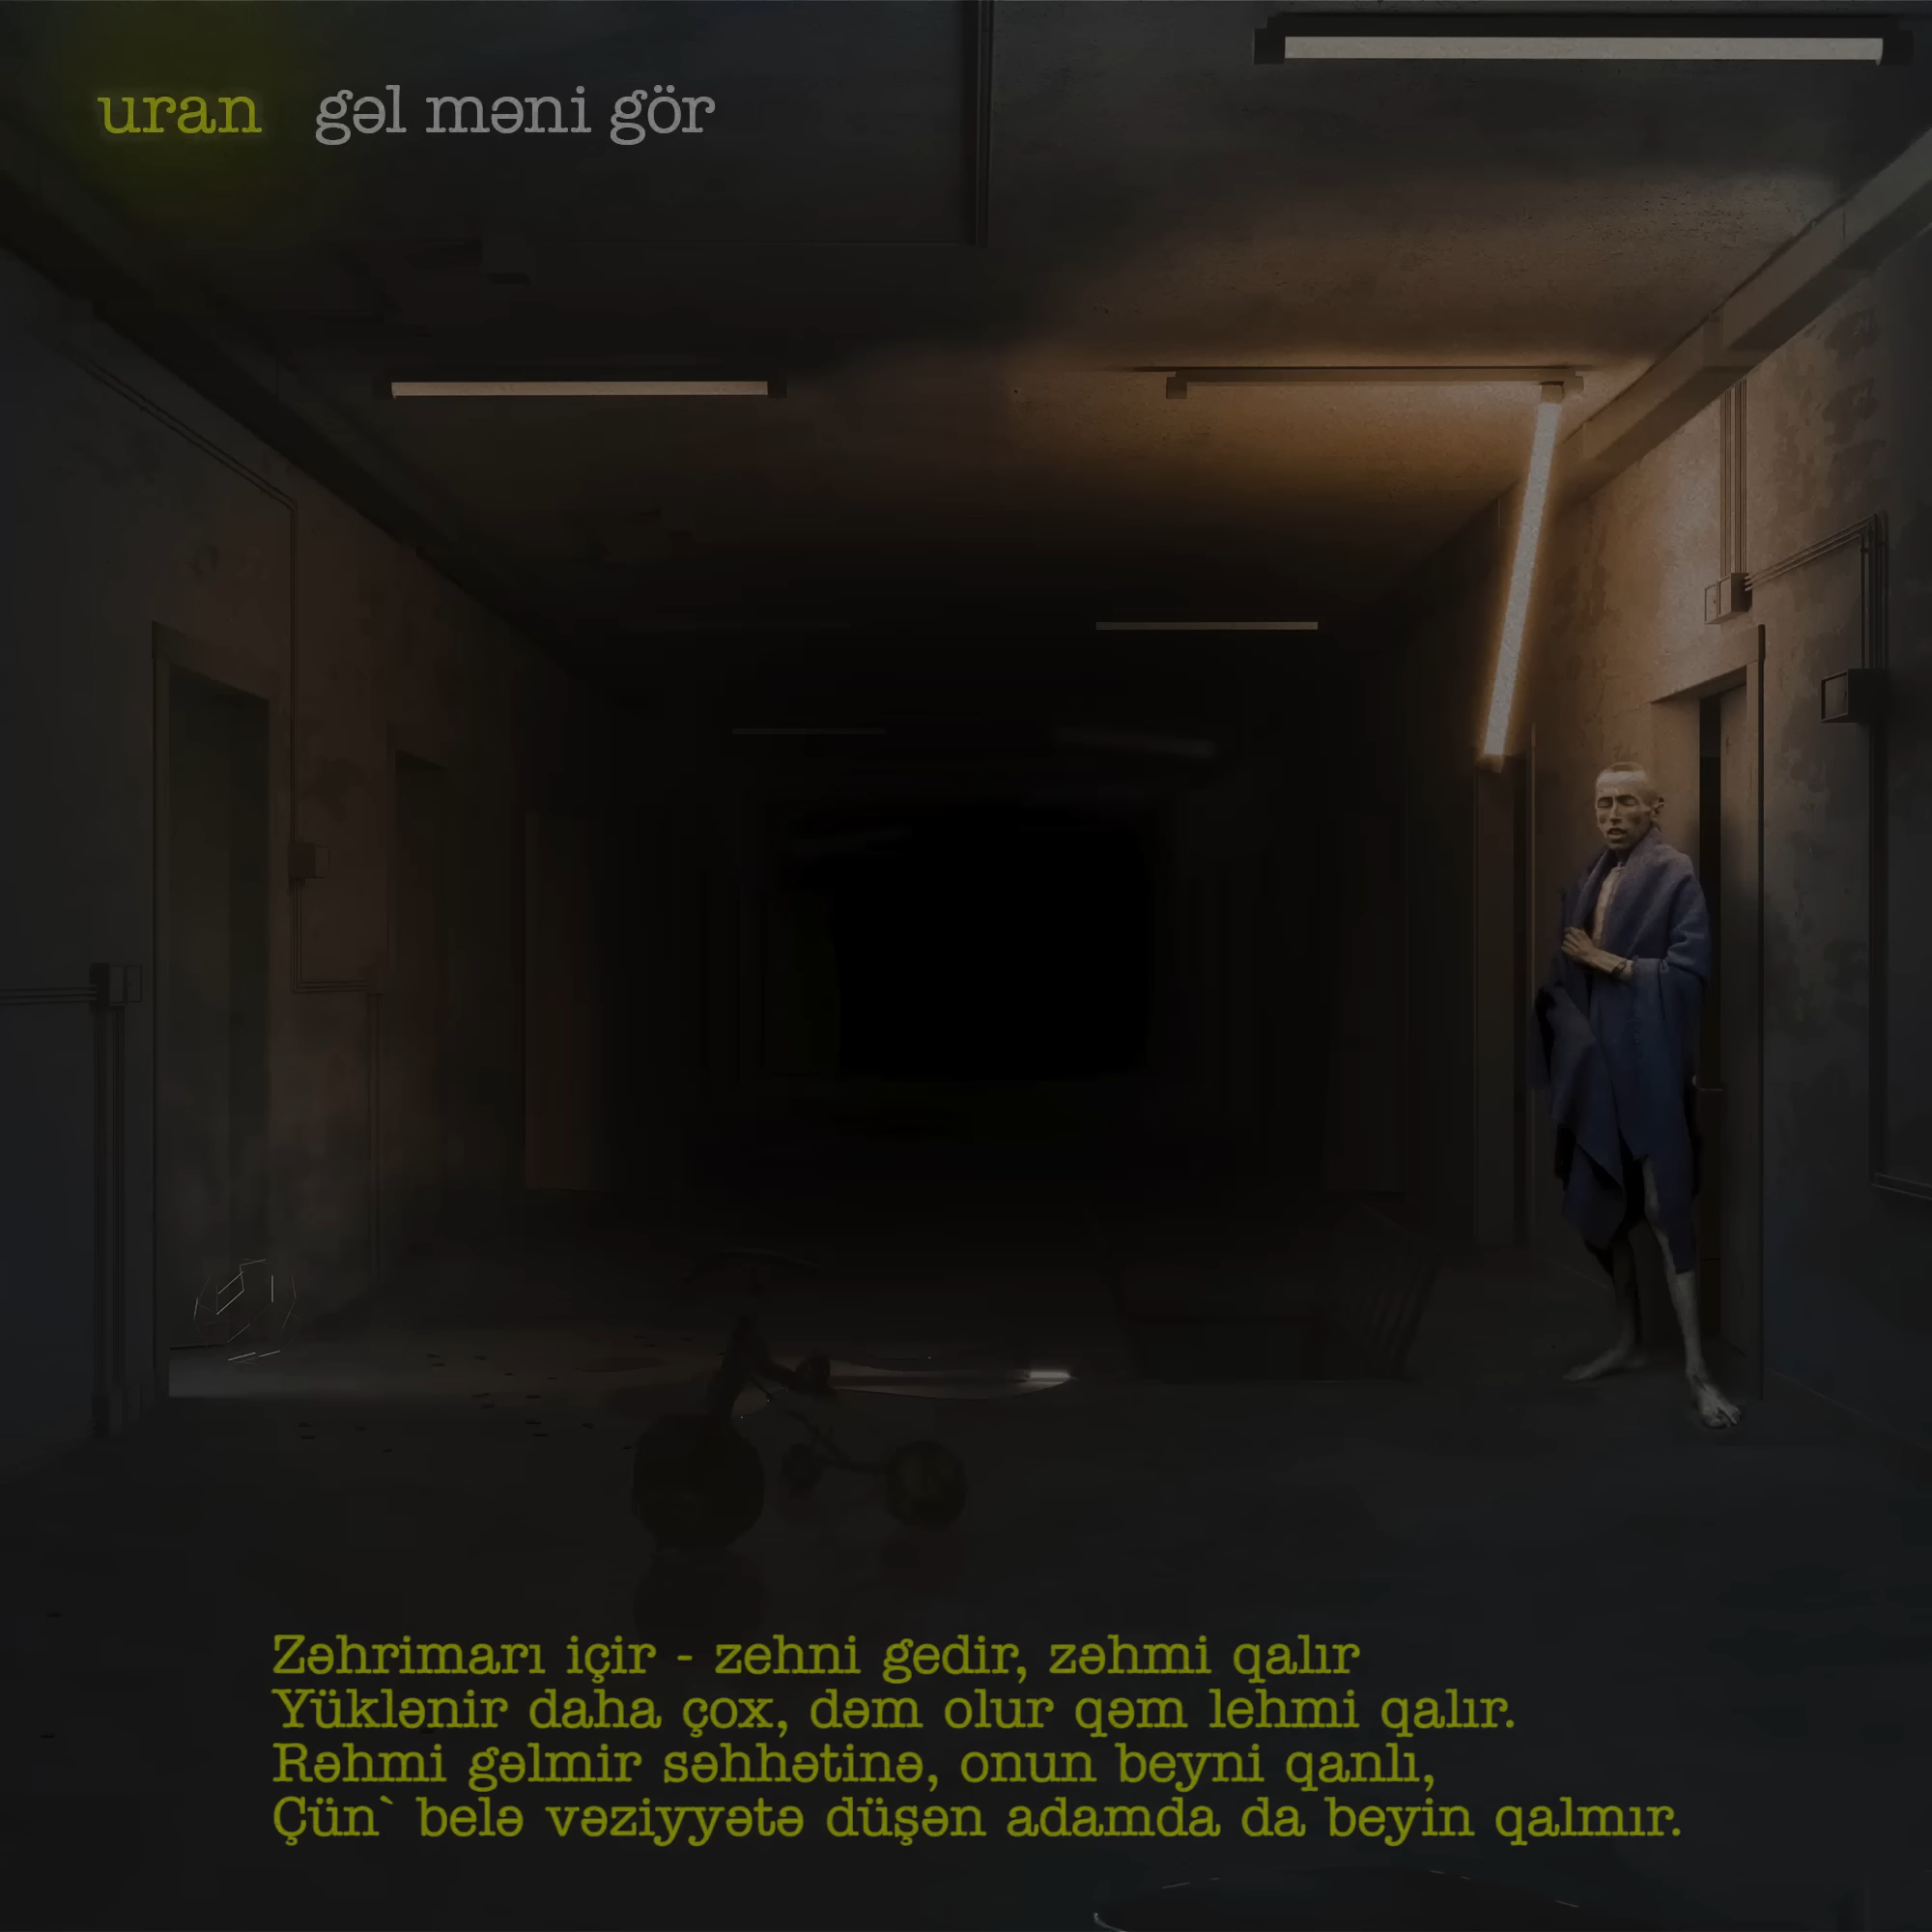 uran gəl məni gör
Zəhrimarı içir - zehni gedir, zəhmi qalır
Yüklənir daha çox, dəm olur qəm lehmi qalır.
Rəhmi gəlmir səhhətinə, onun beyni qanlı,
Çün` belə vəziyyətə düşən adamda da beyin qalmır.